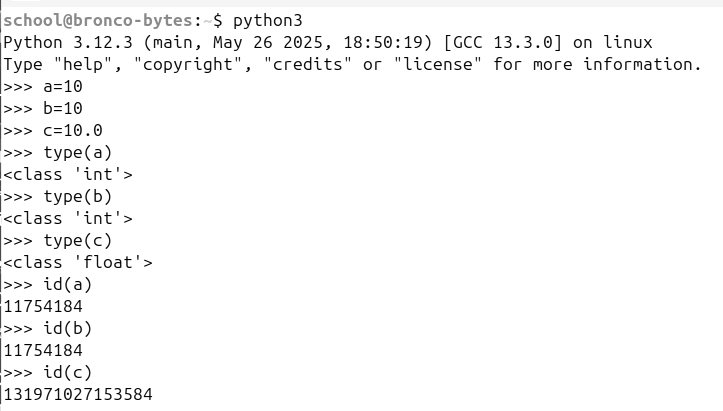 school@bronco-bytes:~$ python3
Python 3.12.3 (main, May 26 2025, 18:50:19) [GCC 13.3.0] on linux
Type "help", "copyright", "credits" or "license" for more information.
>>> a=10
>>> b=10
>>> c=10.0
>>> type(a)
<class 'int'>
>>> type(b)
<class 'int'>
>>> type(c)
<class 'float'>
>>> id(a)
11754184
>>> id(b)
11754184
>>> id(c)
131971027153584